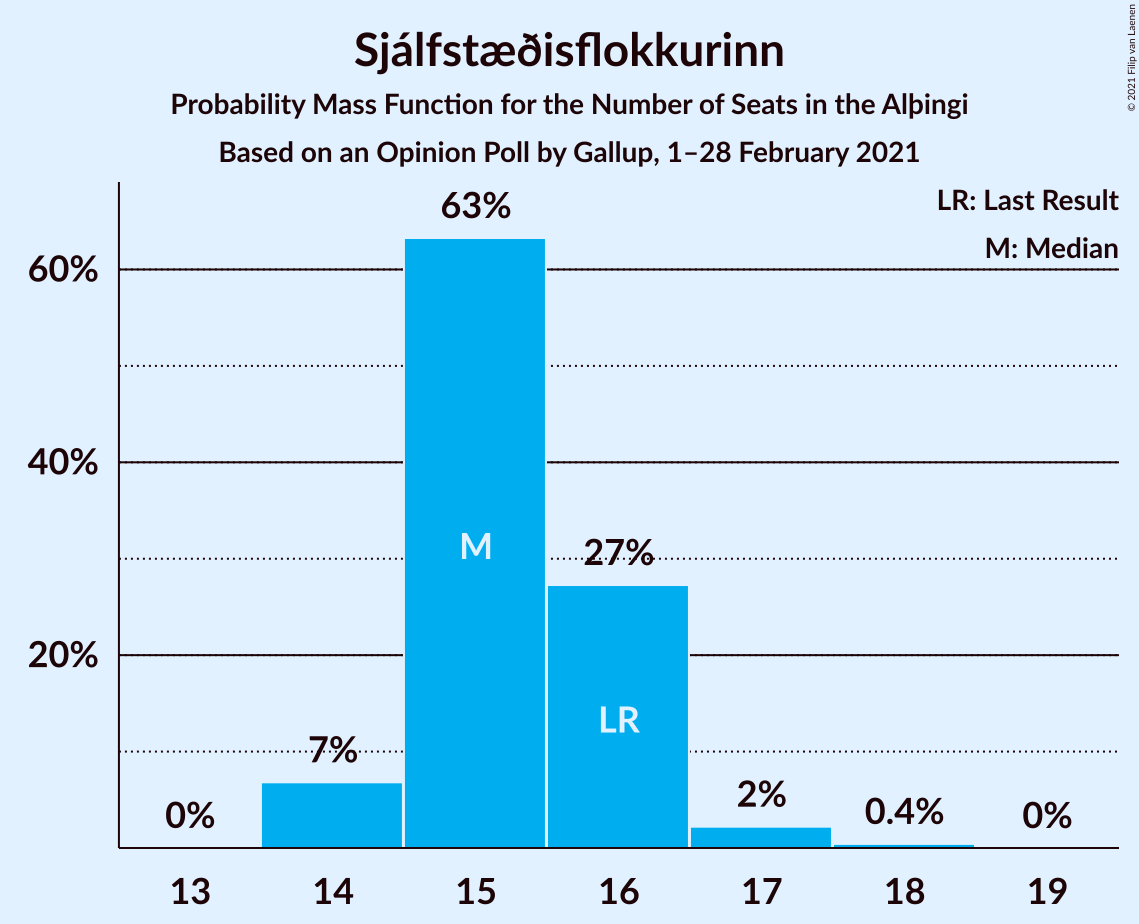 Sjálfstæðisflokkurinn
Probability Mass Function for the Number of Seats in the Alþingi
Based on an Opinion Poll by Gallup, 1–28 February 2021
© 2021 Filip van Laenen
LR: Last Result
M: Median
60%
40%
20%
0%
7%
63%
M
27%
LR
2%
0.4%
0%
13
14
15
16
17
18
19